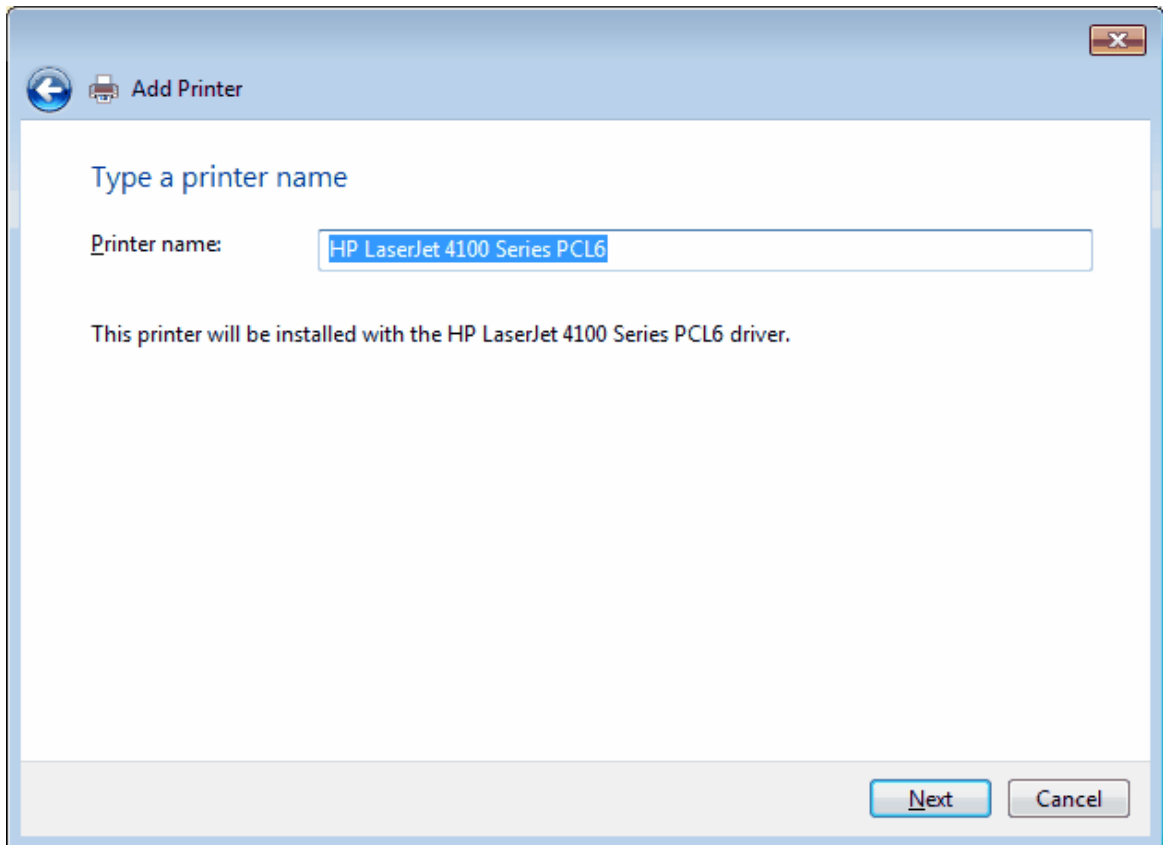 Add Printer
Type a printer name
Printer name: HP LaserJet 4100 Series PCL6
This printer will be installed with the HP LaserJet 4100 Series PCL6 driver.
Next Cancel